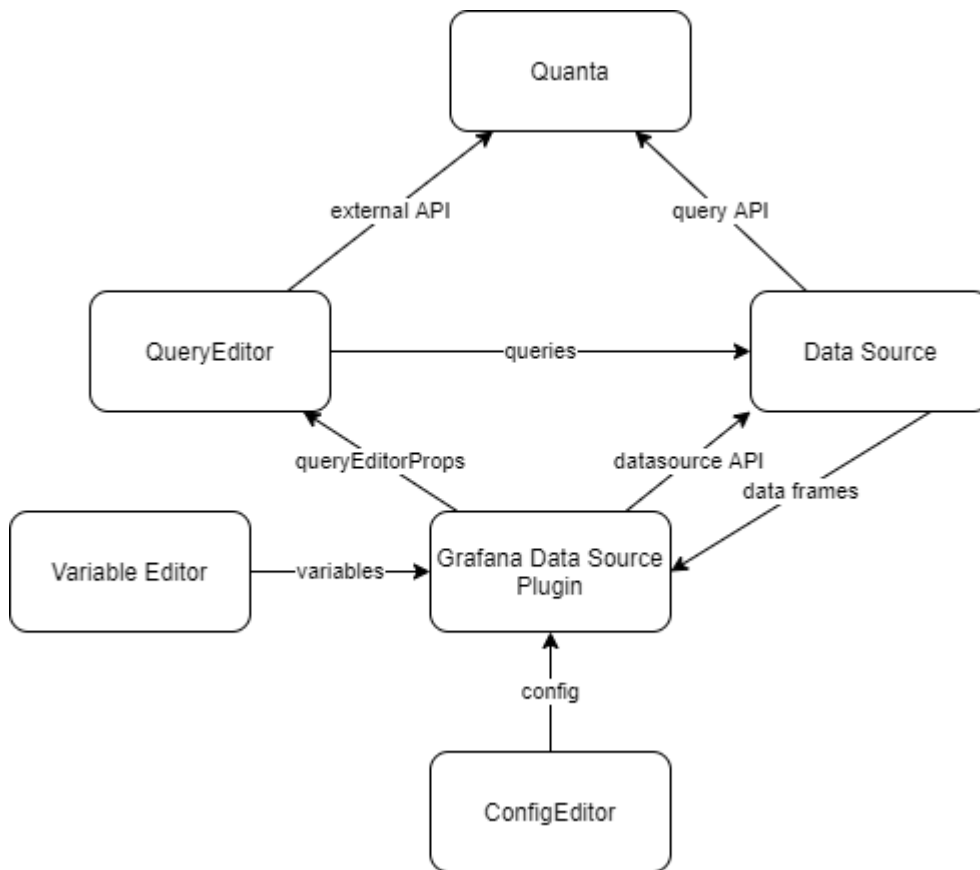 Quanta
external API
query API
QueryEditor
queries
Data Source
queryEditorProps
datasource API
data frames
Variable Editor
variables
Grafana Data Source
Plugin
config
ConfigEditor